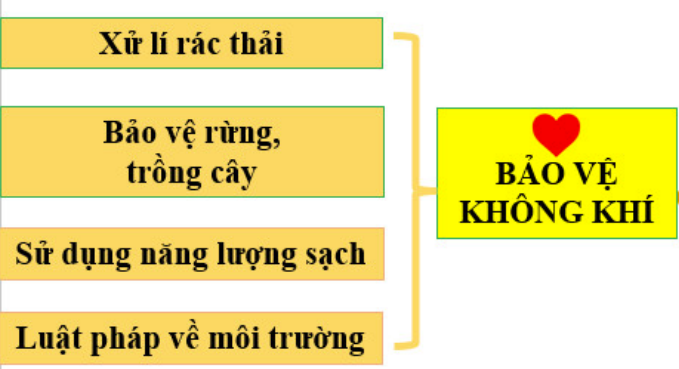 Xử lí rác thải
Bảo vệ rừng,
trồng cây
Sử dụng năng lượng sạch
Luật pháp về môi trường
BẢO VỆ
KHÔNG KHÍ